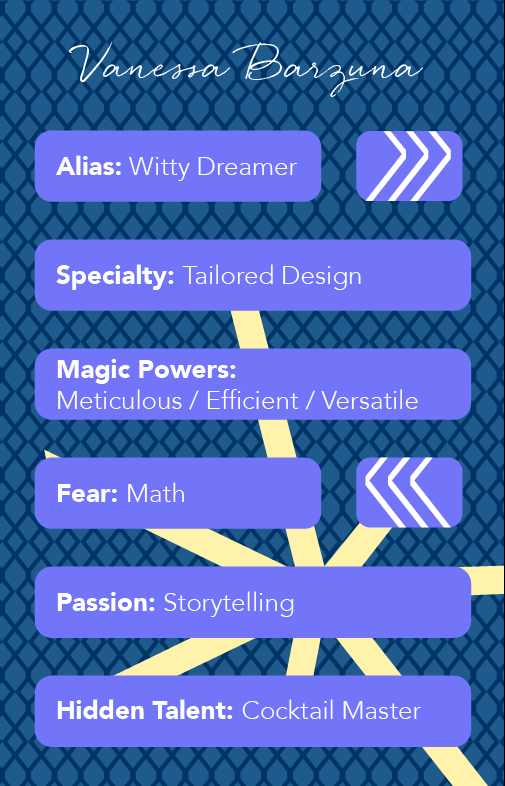 Vanessa Barzuna
Alias: Witty Dreamer
Specialty: Tailored Design
Magic Powers:
Meticulous / Efficient / Versatile
Fear: Math
Passion: Storytelling
Hidden Talent: Cocktail Master